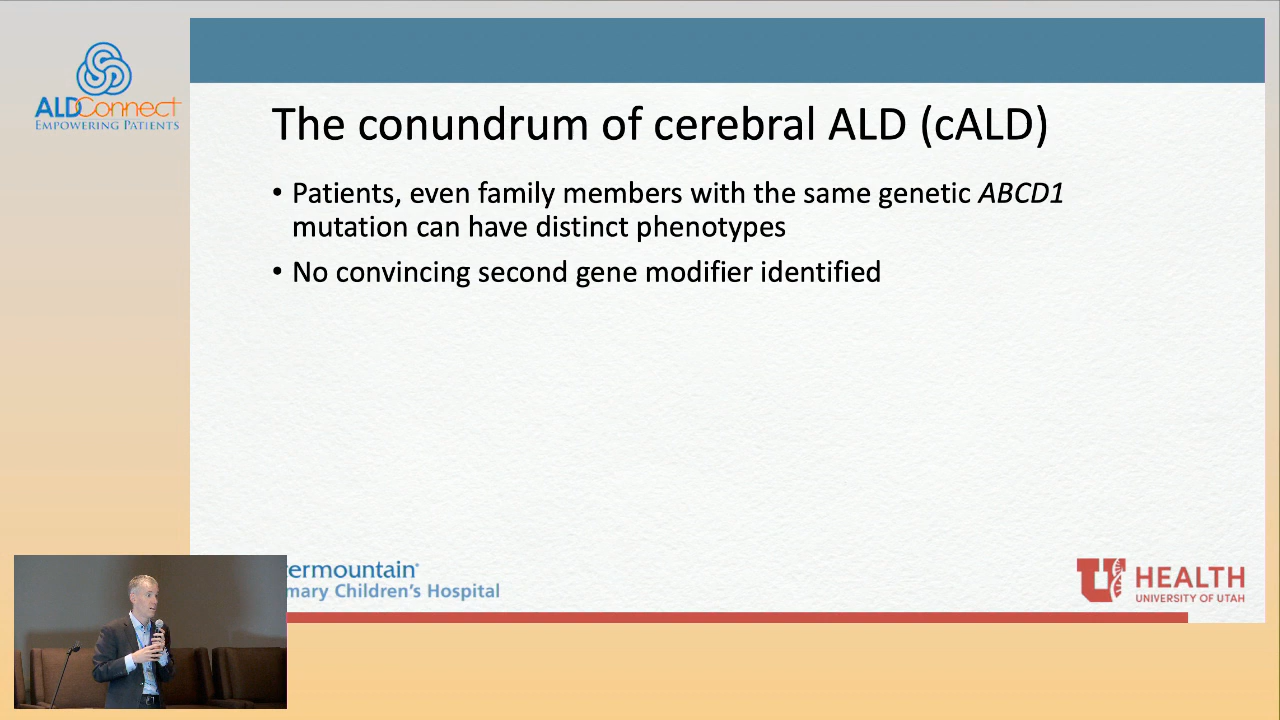 ALDConnect
EMPOWERING PATIENTS
The conundrum of cerebral ALD (cALD)
• Patients, even family members with the same genetic ABCD1
mutation can have distinct phenotypes
• No convincing second gene modifier identified
ermountain
mary Children's Hospital
U HEALTH
UNIVERSITY OF UTAH